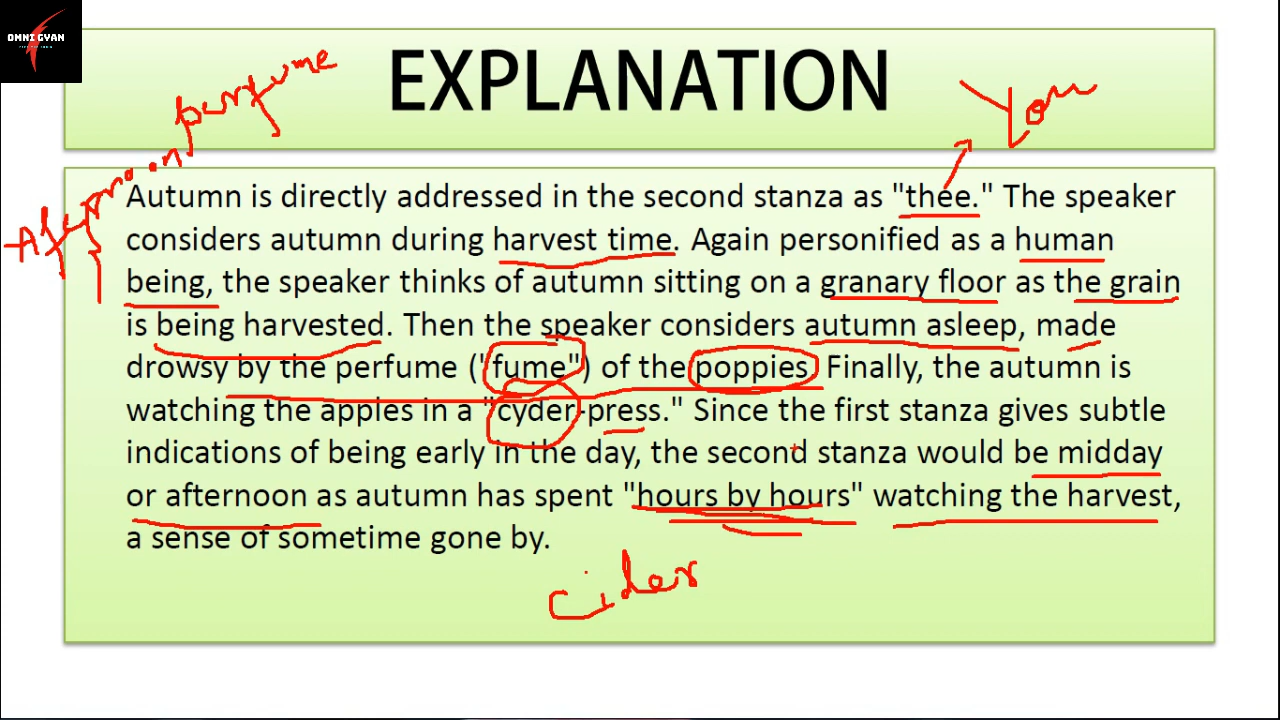 OMNI GYAN
EXPLANATION
perfume
You
Afternoon
Autumn is directly addressed in the second stanza as "thee." The speaker
considers autumn during harvest time. Again personified as a human
being, the speaker thinks of autumn sitting on a granary floor as the grain
is being harvested. Then the speaker considers autumn asleep, made
drowsy by the perfume ("fume") of the poppies. Finally, the autumn is
watching the apples in a "cyder-press." Since the first stanza gives subtle
indications of being early in the day, the second stanza would be midday
or afternoon as autumn has spent "hours by hours" watching the harvest,
a sense of sometime gone by.
Cider